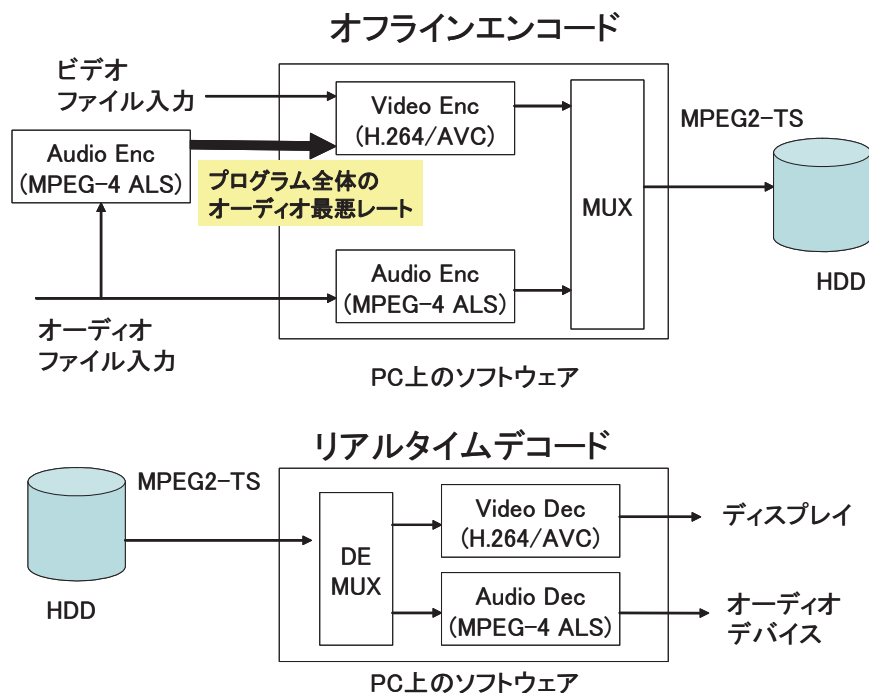 オフラインエンコード
ビデオ
ファイル入力
Video Enc
(H.264/AVC)
MPEG2-TS
Audio Enc
(MPEG-4 ALS)
プログラム全体の
オーディオ最悪レート
MUX
Audio Enc
(MPEG-4 ALS)
HDD
オーディオ
ファイル入力
PC上のソフトウェア
リアルタイムデコード
MPEG2-TS
Video Dec
(H.264/AVC)
ディスプレイ
DE
MUX
Audio Dec
(MPEG-4 ALS)
オーディオ
デバイス
HDD
PC上のソフトウェア